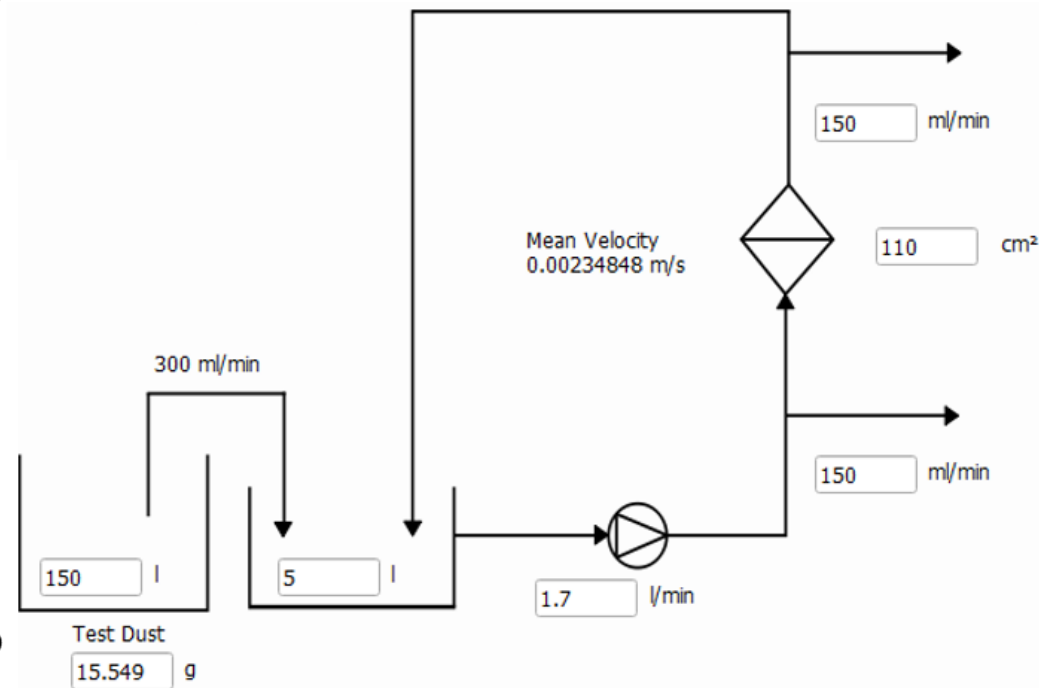 150 ml/min
Mean Velocity
0.00234848 m/s
110 cm²
300 ml/min
150 ml/min
150 l
5 l
1.7 l/min
Test Dust
15.549 g